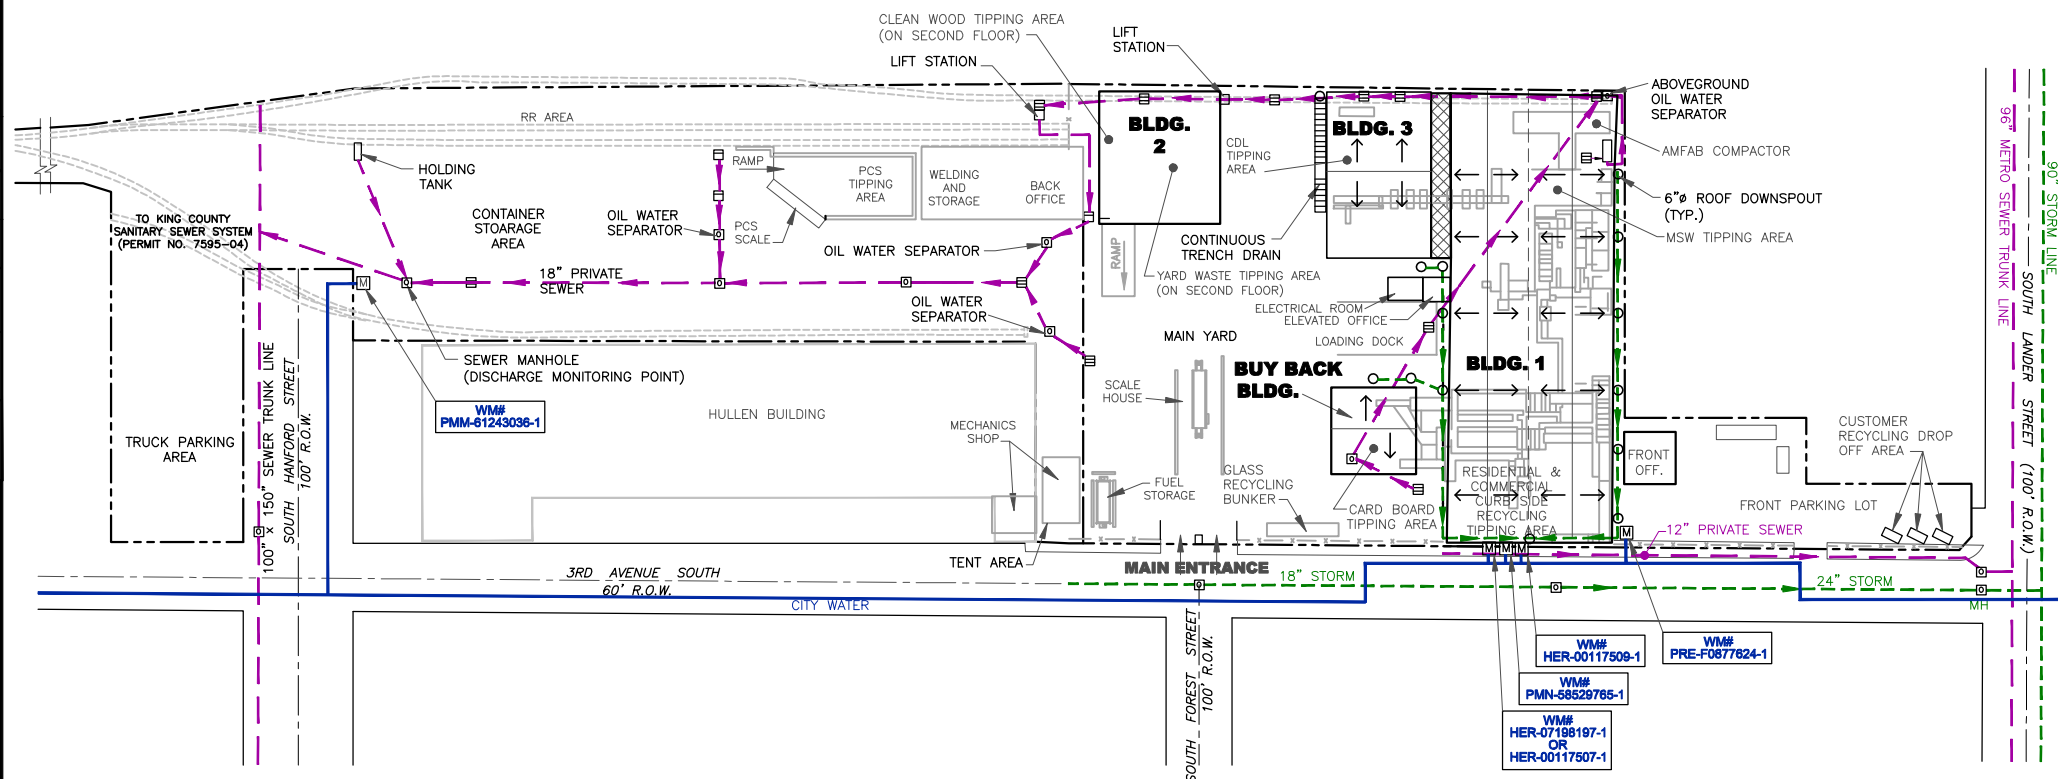 CLEAN WOOD TIPPING AREA
(ON SECOND FLOOR)
LIFT STATION
LIFT
STATION
ABOVEGROUND
OIL WATER
SEPARATOR
RR AREA
BLDG.
2
BLDG. 3
CDL
TIPPING
AREA
AMFAB COMPACTOR
HOLDING
TANK
RAMP
PCS
TIPPING
AREA
WELDING
AND
STORAGE
BACK
OFFICE
6"ø ROOF DOWNSPOUT
(TYP.)
MSW TIPPING AREA
TO KING COUNTY
SANITARY SEWER SYSTEM
(PERMIT NO. 7595-04)
CONTAINER
STOARAGE
AREA
OIL WATER
SEPARATOR
PCS
SCALE
OIL WATER SEPARATOR
RAMP
CONTINUOUS
TRENCH DRAIN
YARD WASTE TIPPING AREA
(ON SECOND FLOOR)
18" PRIVATE
SEWER
OIL WATER
SEPARATOR
ELECTRICAL ROOM
ELEVATED OFFICE
LOADING DOCK
MAIN YARD
M
SEWER MANHOLE
(DISCHARGE MONITORING POINT)
BLDG. 1
BUY BACK
BLDG.
SCALE
HOUSE
WM#
PMM-61243036-1
HULLEN BUILDING
MECHANICS
SHOP
TRUCK PARKING
AREA
100" x 150" SEWER TRUNK LINE
SOUTH HANFORD STREET
100' R.O.W.
FUEL
STORAGE
GLASS
RECYCLING
BUNKER
CARD BOARD
TIPPING AREA
RESIDENTIAL &
COMMERCIAL
CURB SIDE
RECYCLING
TIPPING AREA
FRONT
OFF.
CUSTOMER
RECYCLING DROP
OFF AREA
FRONT PARKING LOT
12" PRIVATE SEWER
M
M
M
M
TENT AREA
MAIN ENTRANCE
3RD AVENUE SOUTH
60' R.O.W.
18" STORM
24" STORM
CITY WATER
MH
SOUTH FOREST STREET
100' R.O.W.
WM#
HER-00117509-1
WM#
PRE-F0877624-1
WM#
PMN-58529765-1
WM#
HER-07198197-1
OR
HER-00117507-1
96" METRO SEWER TRUNK LINE
90" STORM LINE
SOUTH LANDER STREET (100' R.O.W.)